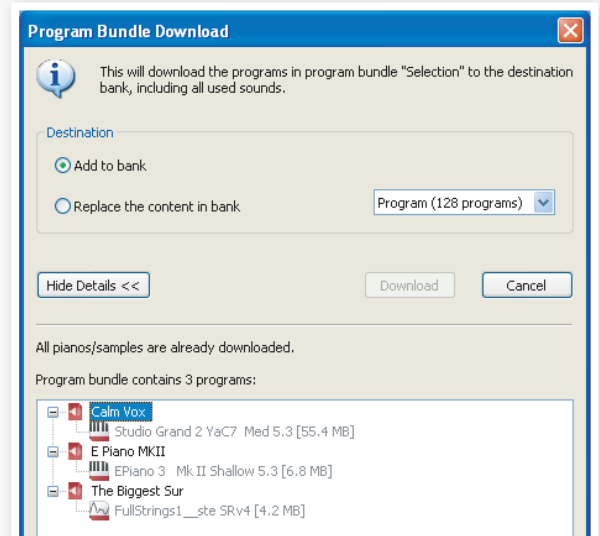 Program Bundle Download
This will download the programs in program bundle "Selection" to the destination
bank, including all used sounds.
Destination
Add to bank
Replace the content in bank
Program (128 programs)
Hide Details <<
Download
Cancel
All pianos/samples are already downloaded.
Program bundle contains 3 programs:
Calm Vox
Studio Grand 2 YaC7  Med 5.3 [55.4 MB]
E Piano MKII
EPiano 3   Mk II Shallow 5.3 [6.8 MB]
The Biggest Sur
FullStrings1__ste SRv4 [4.2 MB]